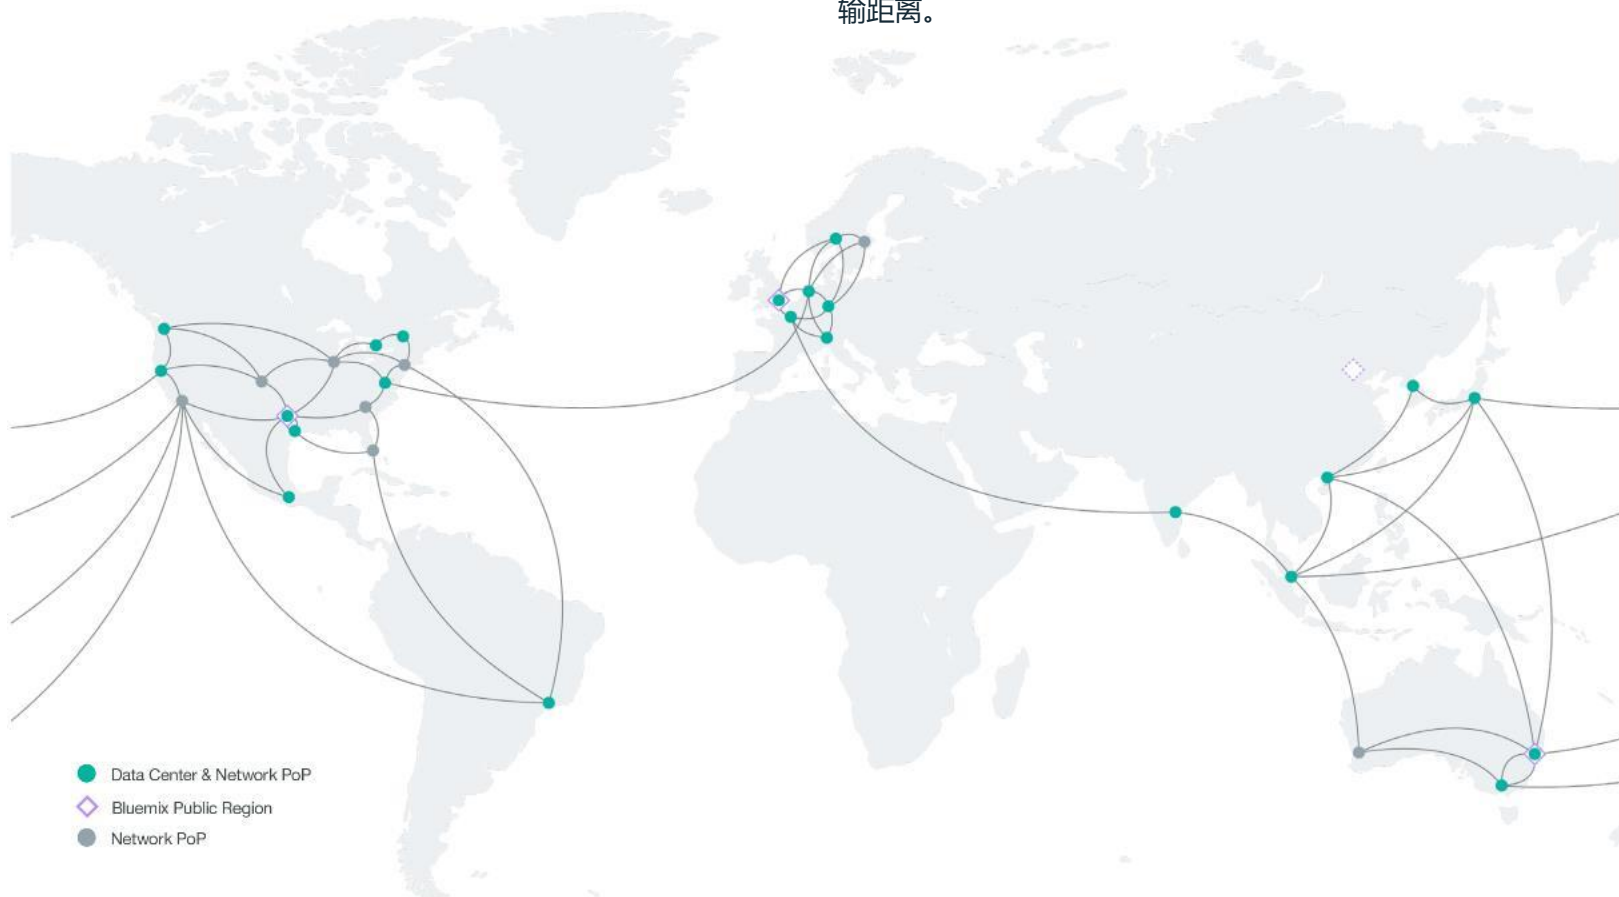 输距离。
Data Center & Network PoP
Bluemix Public Region
Network PoP